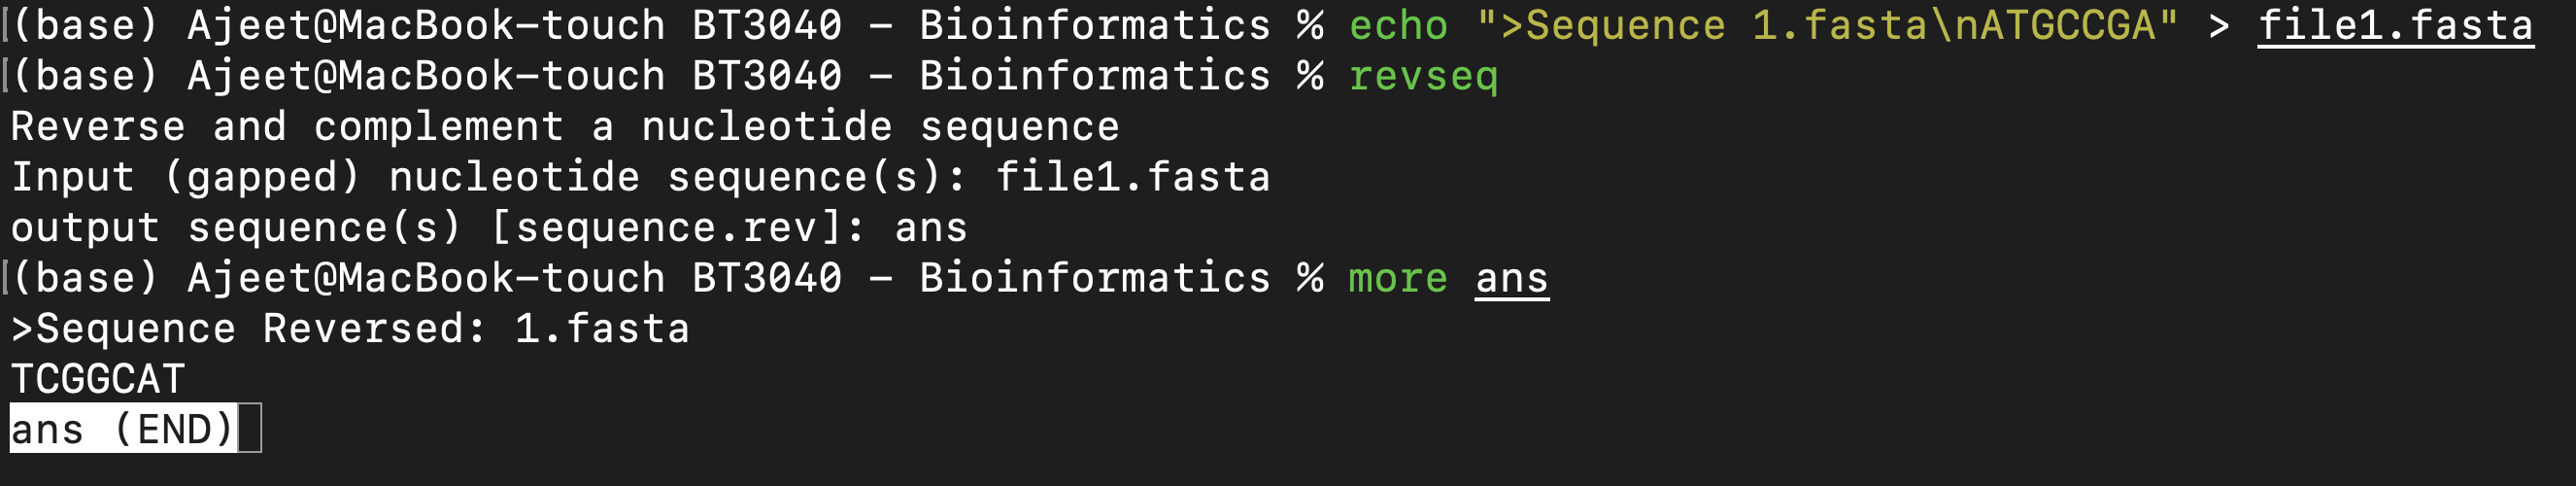 (base) Ajeet@MacBook-touch BT3040 - Bioinformatics % echo ">Sequence 1.fasta\nATGCCGA" > file1.fasta
(base) Ajeet@MacBook-touch BT3040 - Bioinformatics % revseq
Reverse and complement a nucleotide sequence
Input (gapped) nucleotide sequence(s): file1.fasta
output sequence(s) [sequence.rev]: ans
(base) Ajeet@MacBook-touch BT3040 - Bioinformatics % more ans
>Sequence Reversed: 1.fasta
TCGGCAT
ans (END)